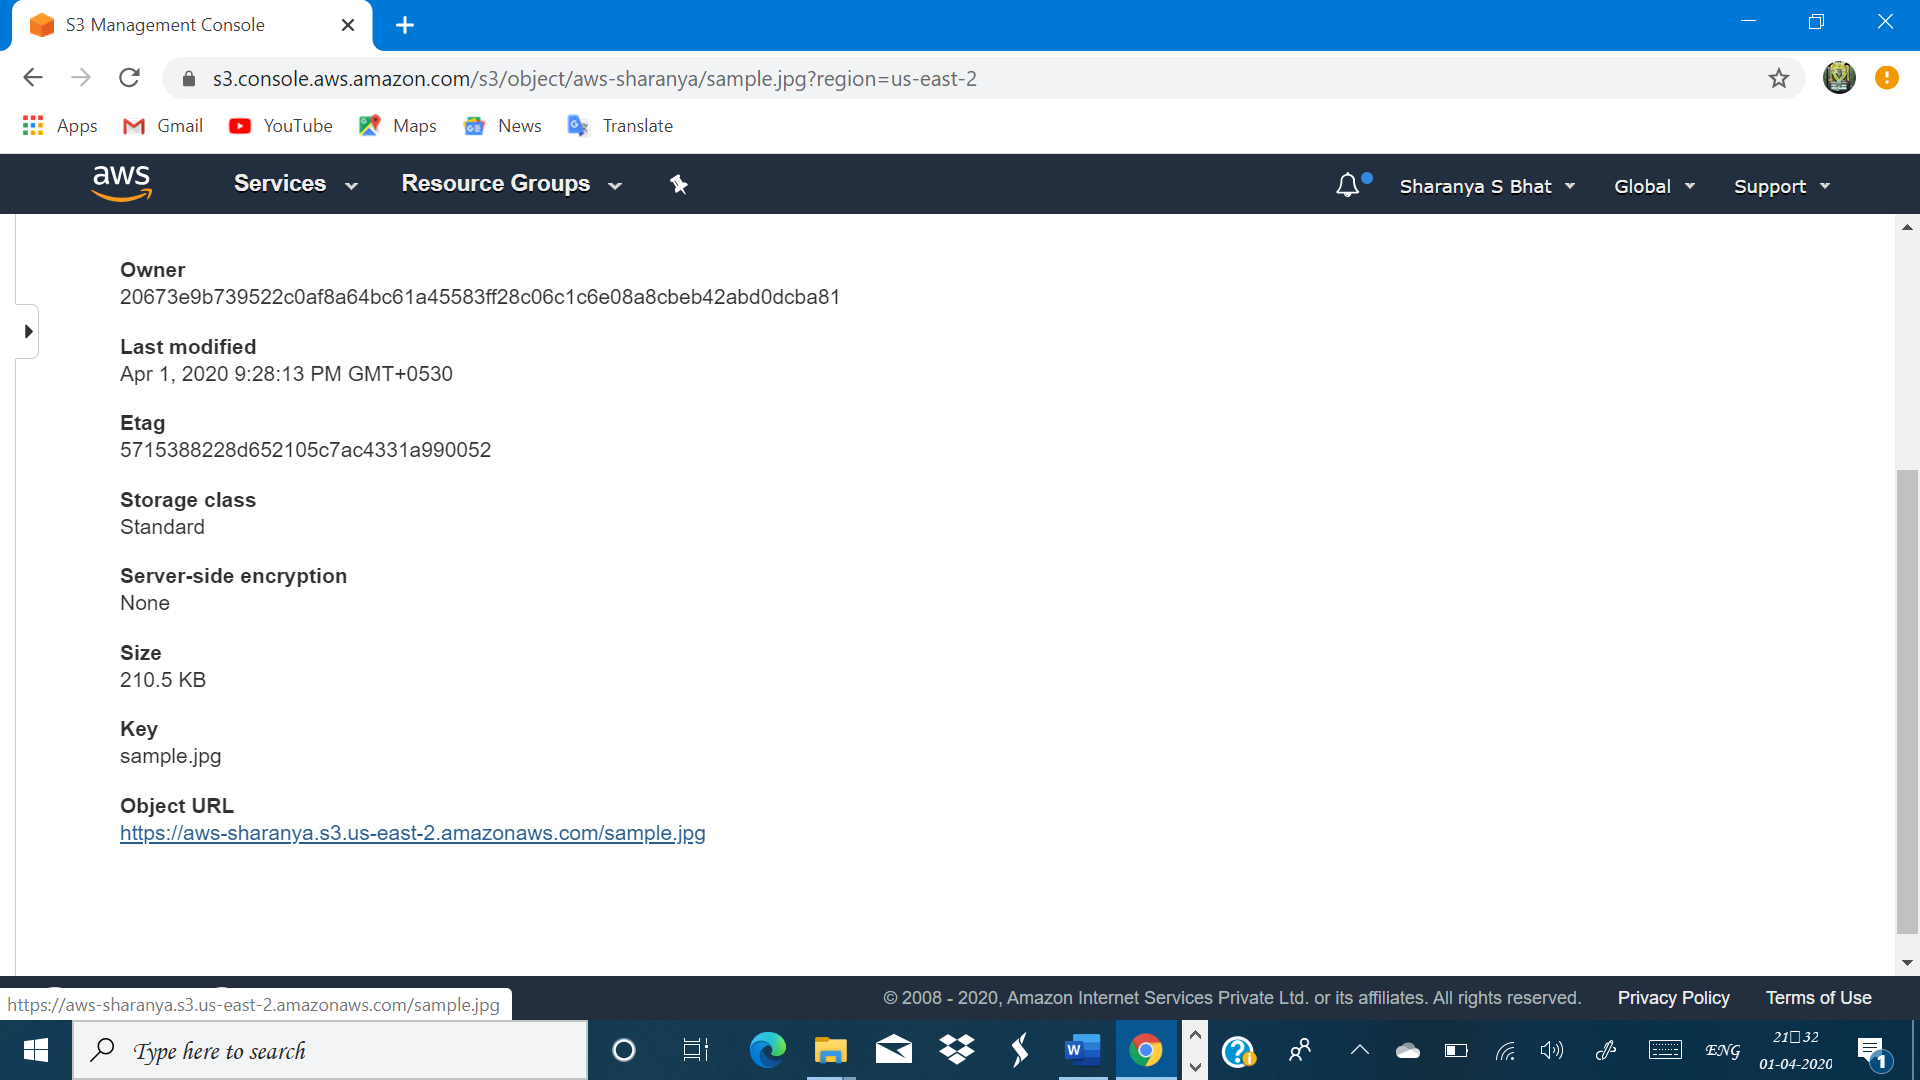 S3 Management Console
s3.console.aws.amazon.com/s3/object/aws-sharanya/sample.jpg?region=us-east-2
Apps Gmail YouTube Maps News Translate
aws Services Resource Groups Sharanya S Bhat Global Support
Owner
20673e9b739522c0af8a64bc61a45583ff28c06c1c6e08a8cbeb42abd0dcba81
Last modified
Apr 1, 2020 9:28:13 PM GMT+0530
Etag
5715388228d652105c7ac4331a990052
Storage class
Standard
Server-side encryption
None
Size
210.5 KB
Key
sample.jpg
Object URL
https://aws-sharanya.s3.us-east-2.amazonaws.com/sample.jpg
© 2008 - 2020, Amazon Internet Services Private Ltd. or its affiliates. All rights reserved. Privacy Policy Terms of Use
https://aws-sharanya.s3.us-east-2.amazonaws.com/sample.jpg
Type here to search
ENG
21▯32
01-04-2020
1